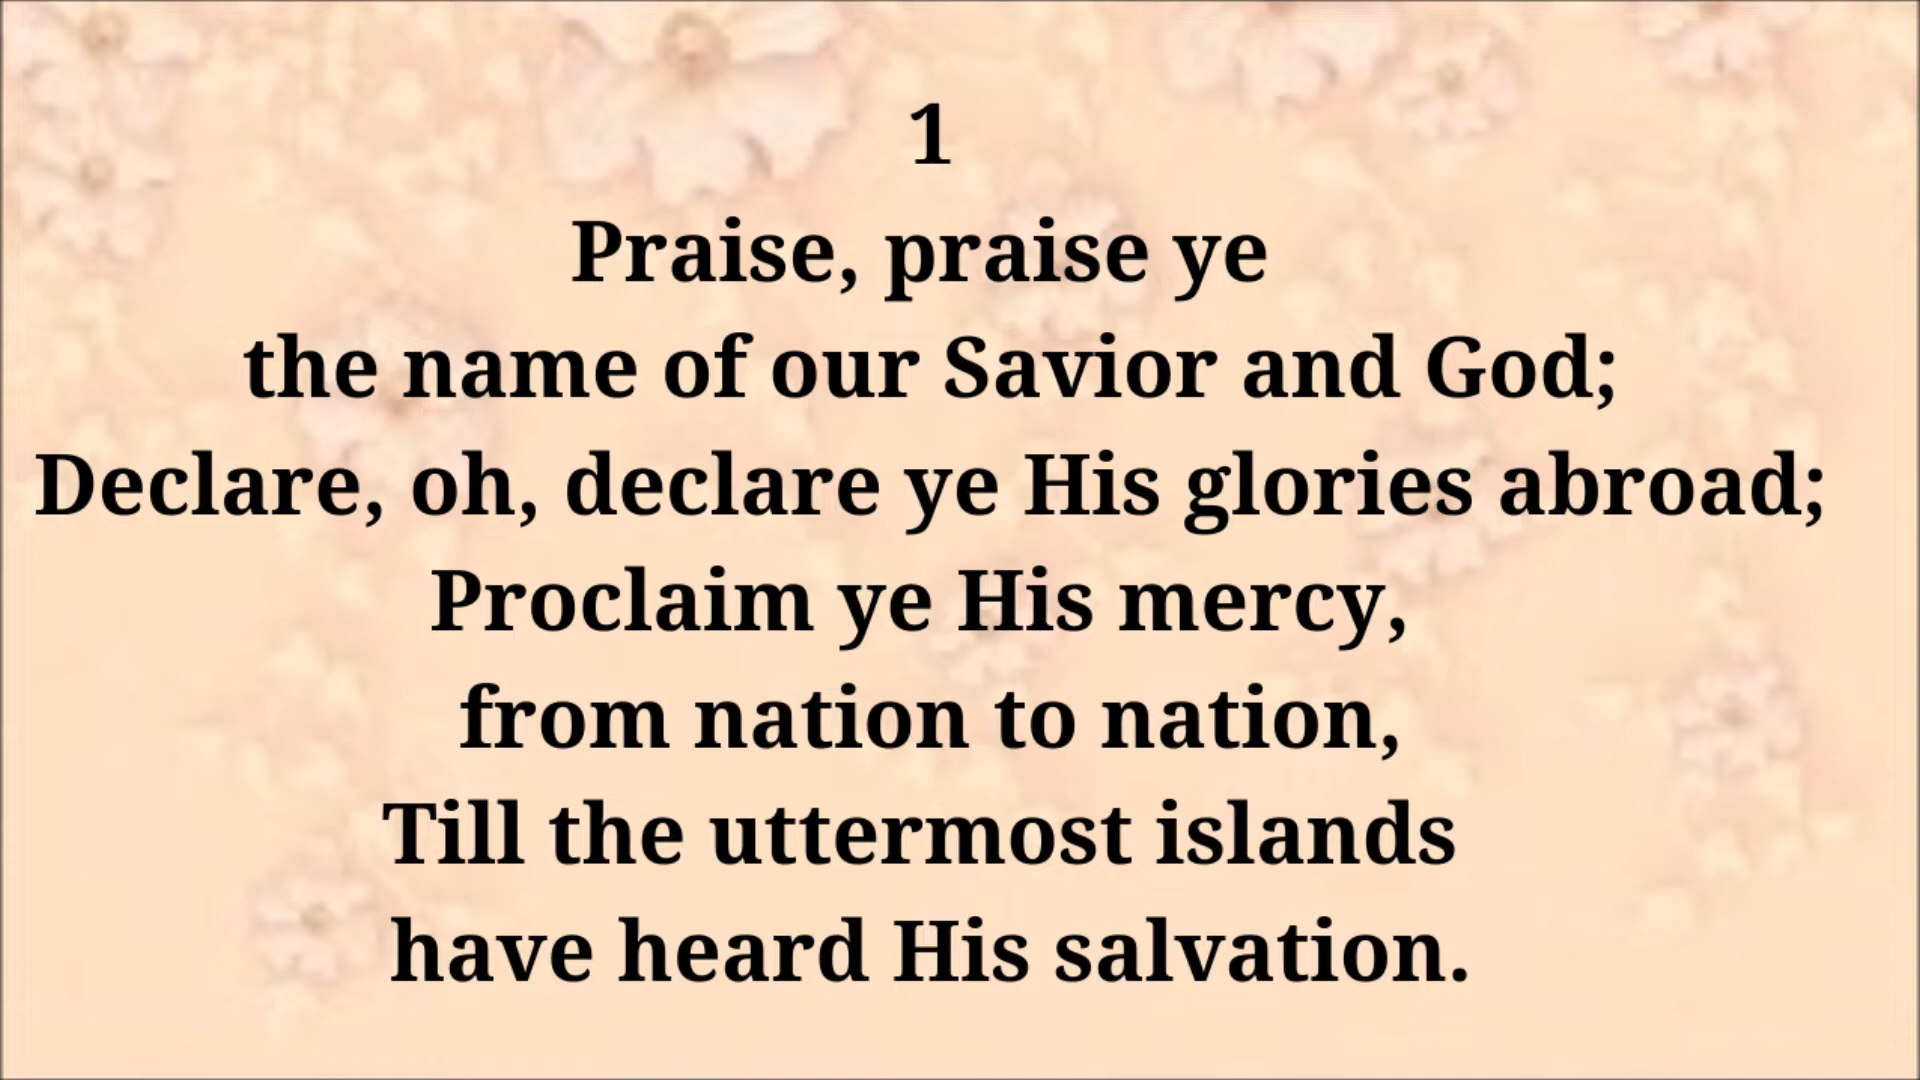 1
Praise, praise ye
the name of our Savior and God;
Declare, oh, declare ye His glories abroad;
Proclaim ye His mercy,
from nation to nation,
Till the uttermost islands
have heard His salvation.